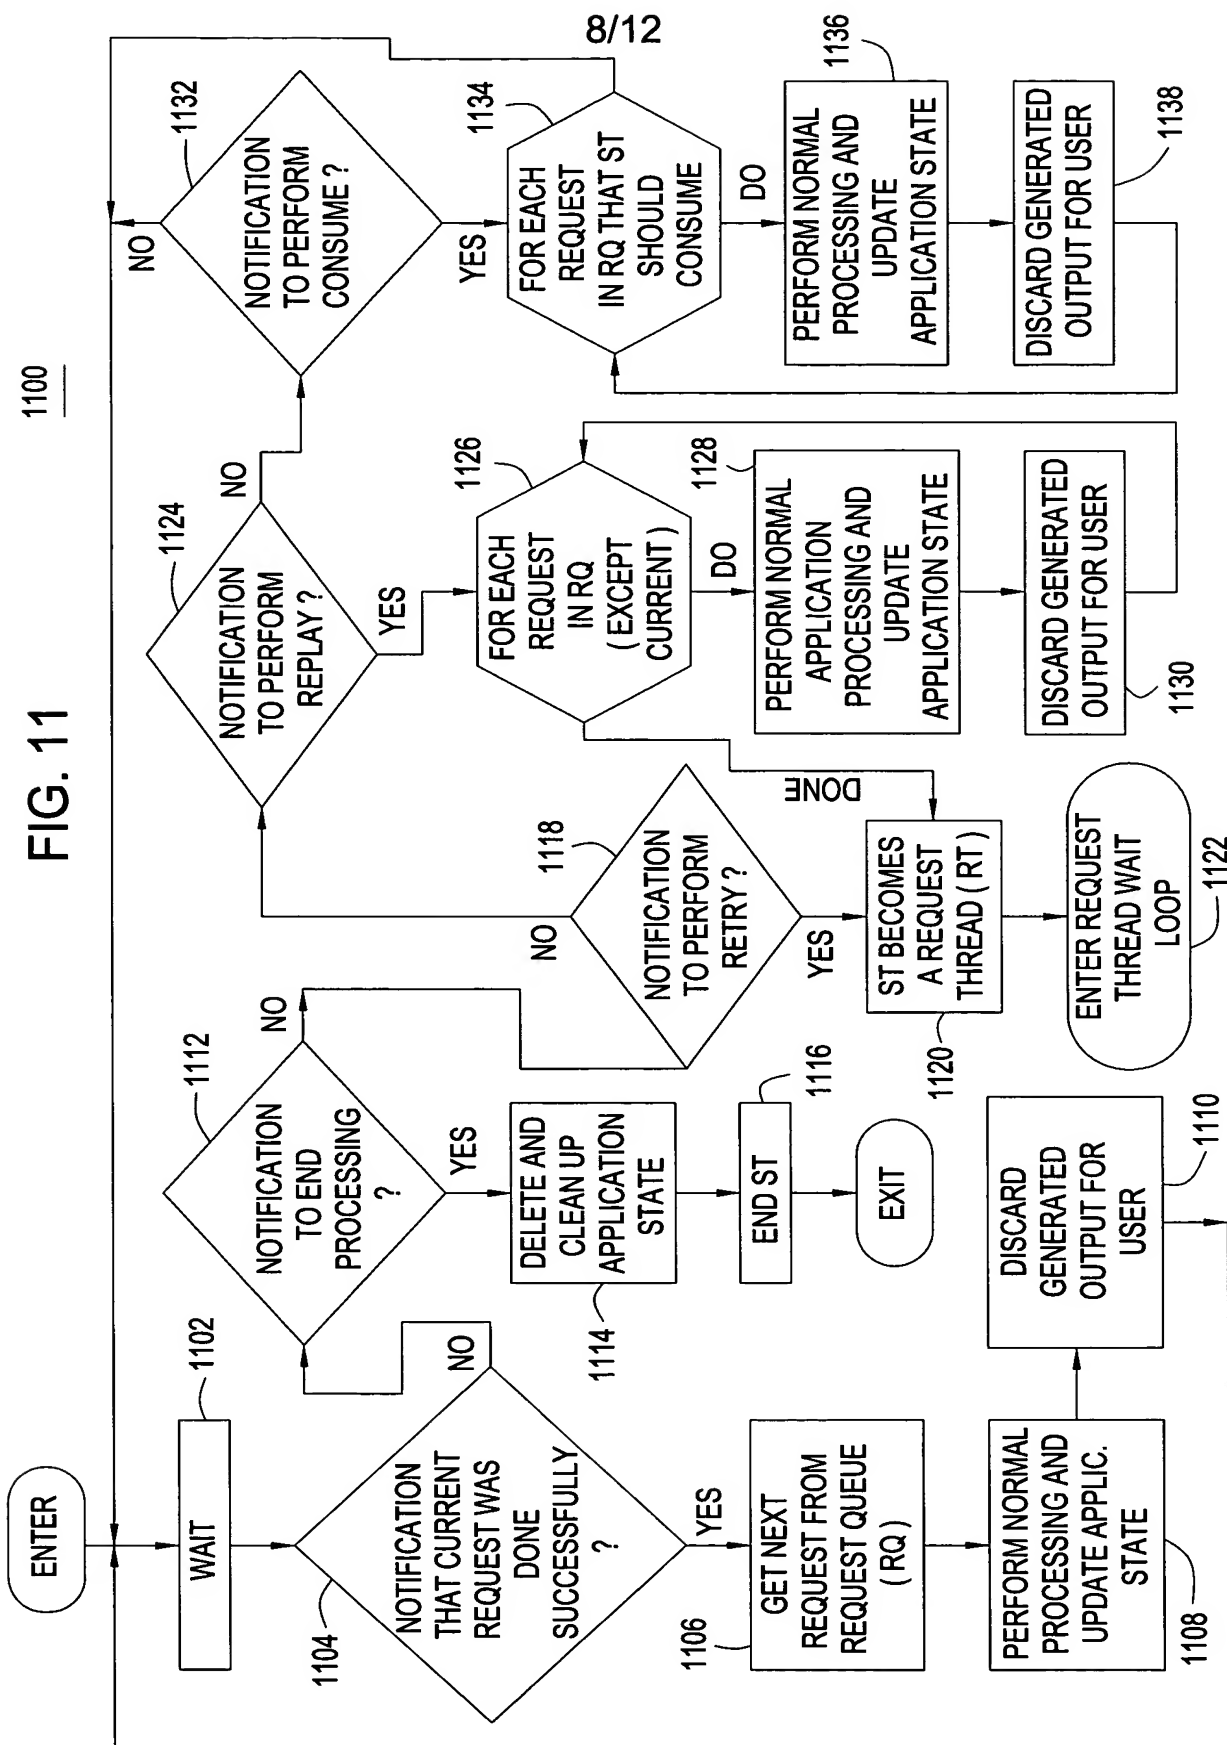 8/12
FIG. 11
1100
ENTER
WAIT
1102
NOTIFICATION
THAT CURRENT
REQUEST WAS
DONE
SUCCESSFULLY
?
1104
NO
YES
GET NEXT
REQUEST FROM
REQUEST QUEUE
(RQ)
1106
PERFORM NORMAL
PROCESSING AND
UPDATE APPLIC.
STATE
1108
DISCARD
GENERATED
OUTPUT FOR
USER
1110
NOTIFICATION
TO END
PROCESSING
?
1112
NO
YES
DELETE AND
CLEAN UP
APPLICATION
STATE
1114
END ST
1116
EXIT
NOTIFICATION
TO PERFORM
RETRY ?
1118
NO
YES
ST BECOMES
A REQUEST
THREAD (RT)
1120
ENTER REQUEST
THREAD WAIT
LOOP
1122
NOTIFICATION
TO PERFORM
REPLAY ?
1124
NO
YES
FOR EACH
REQUEST
IN RQ
(EXCEPT
CURRENT)
1126
DONE
DO
PERFORM NORMAL
APPLICATION
PROCESSING AND
UPDATE
APPLICATION STATE
1128
DISCARD GENERATED
OUTPUT FOR USER
1130
NOTIFICATION
TO PERFORM
CONSUME ?
1132
NO
YES
FOR EACH
REQUEST
IN RQ THAT ST
SHOULD
CONSUME
1134
DO
PERFORM NORMAL
PROCESSING AND
UPDATE
APPLICATION STATE
1136
DISCARD GENERATED
OUTPUT FOR USER
1138